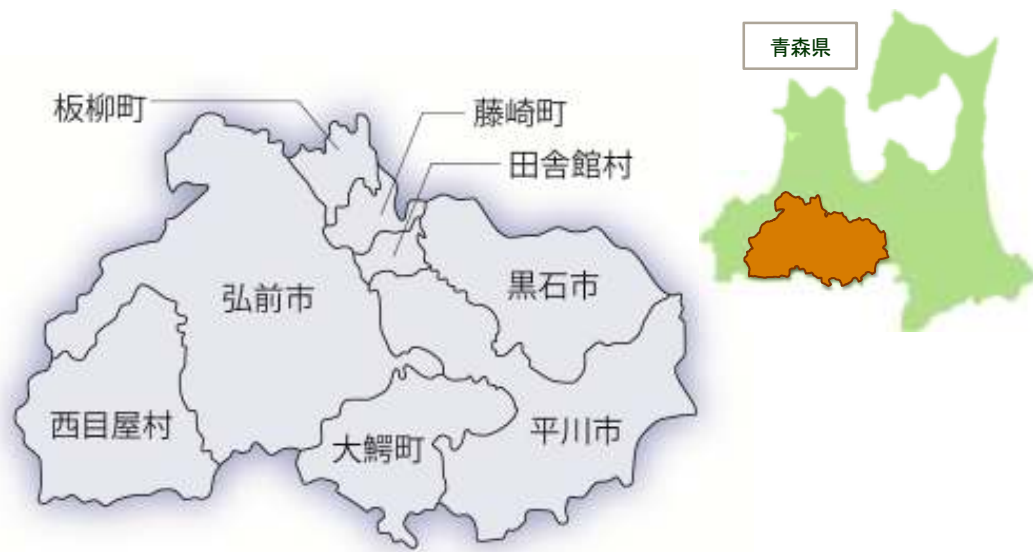 青森県
板柳町
藤崎町
田舎館村
黒石市
弘前市
西目屋村
大鰐町
平川市